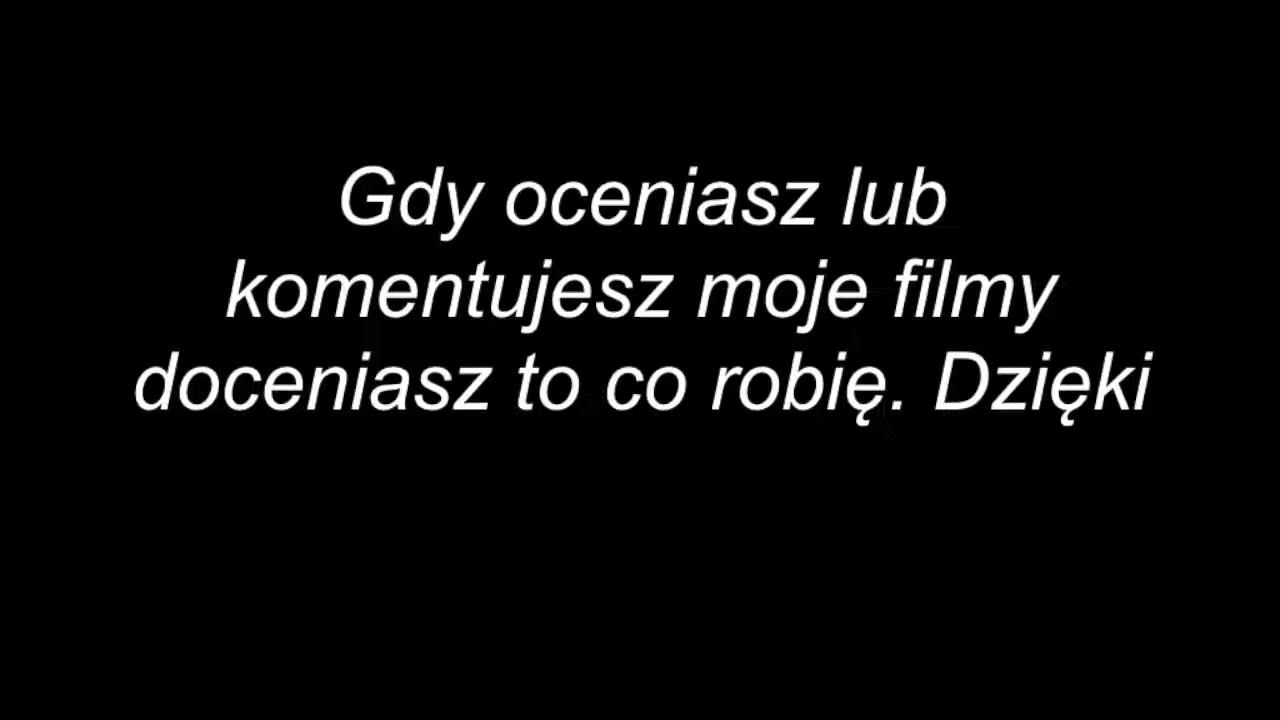 Gdy oceniasz lub
komentujesz moje filmy
doceniasz to co robię. Dzięki